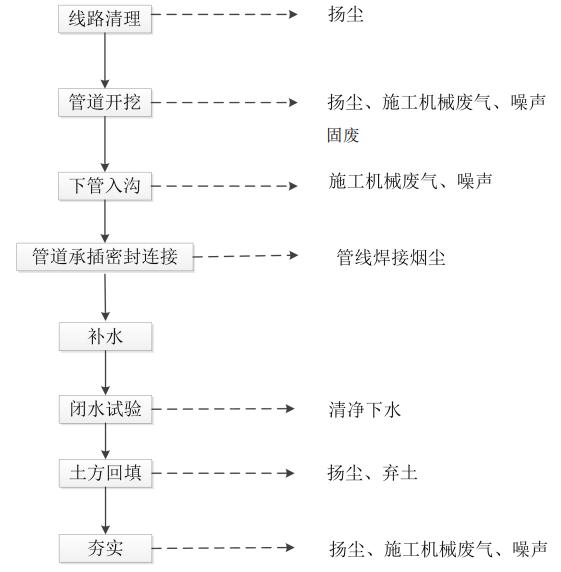 线路清理
扬尘
管道开挖
扬尘、施工机械废气、噪声
固废
下管入沟
施工机械废气、噪声
管道承插密封连接
管线焊接烟尘
补水
闭水试验
清净下水
土方回填
扬尘、弃土
夯实
扬尘、施工机械废气、噪声